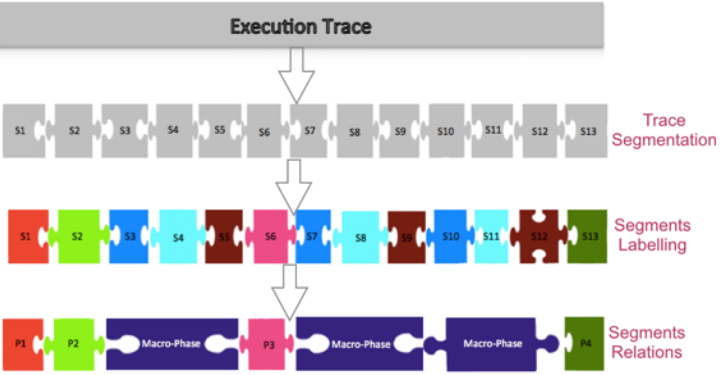 Execution Trace
S1 S2 S3 S4 S5 S6 S7 S8 S9 S10 S11 S12 S13
Trace
Segmentation
S1 S2 S3 S4 S5 S6 S7 S8 S9 S10 S11 S12 S13
Segments
Labelling
P1 P2 Macro-Phase P3 Macro-Phase Macro-Phase P4
Segments
Relations